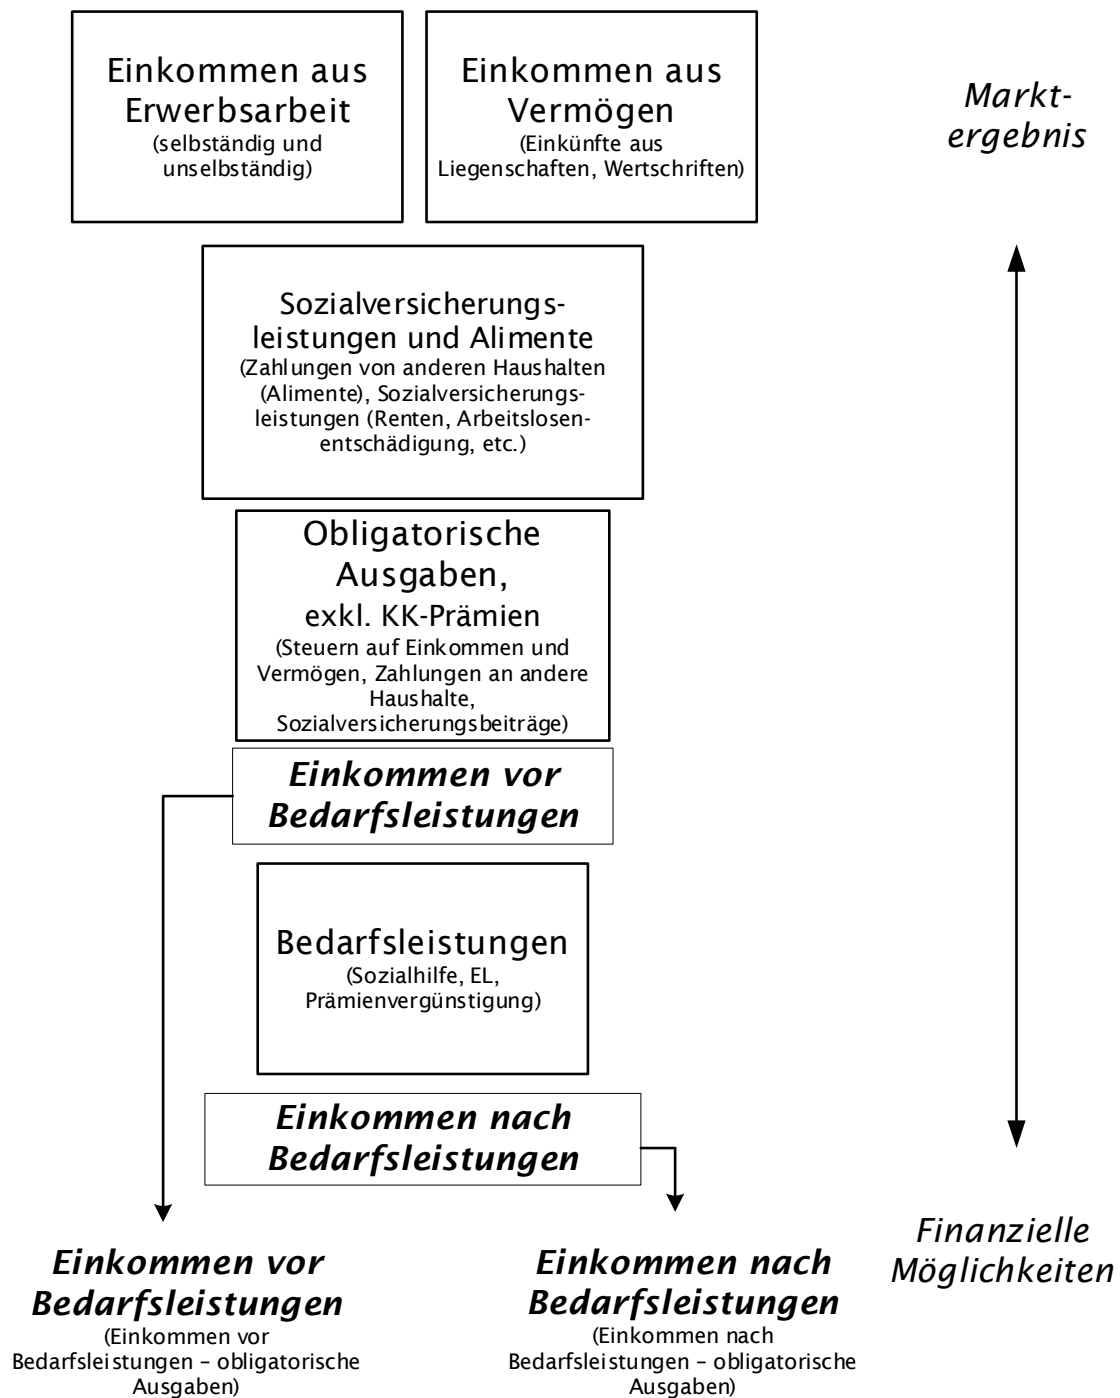 Einkommen aus
Erwerbsarbeit
(selbständig und
unselbständig)
Einkommen aus
Vermögen
(Einkünfte aus
Liegenschaften, Wertschriften)
Markt-
ergebnis
Sozialversicherungs-
leistungen und Alimente
(Zahlungen von anderen Haushalten
(Alimente), Sozialversicherungs-
leistungen (Renten, Arbeitslosen-
entschädigung, etc.)
Obligatorische
Ausgaben,
exkl. KK-Prämien
(Steuern auf Einkommen und
Vermögen, Zahlungen an andere
Haushalte,
Sozialversicherungsbeiträge)
Einkommen vor
Bedarfsleistungen
Bedarfsleistungen
(Sozialhilfe, EL,
Prämienvergünstigung)
Einkommen nach
Bedarfsleistungen
Einkommen vor
Bedarfsleistungen
(Einkommen vor
Bedarfsleistungen – obligatorische
Ausgaben)
Einkommen nach
Bedarfsleistungen
(Einkommen nach
Bedarfsleistungen – obligatorische
Ausgaben)
Finanzielle
Möglichkeiten